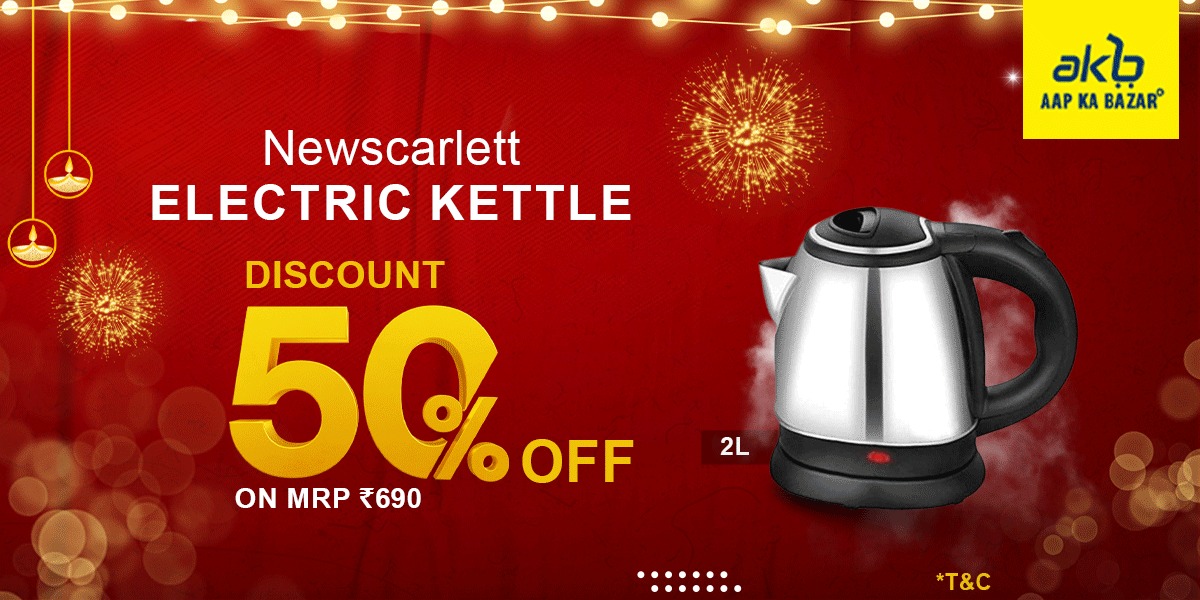 akb
AAP KA BAZAR
Newscarlett
ELECTRIC KETTLE
DISCOUNT
50% OFF
ON MRP ₹690
2L
*T&C